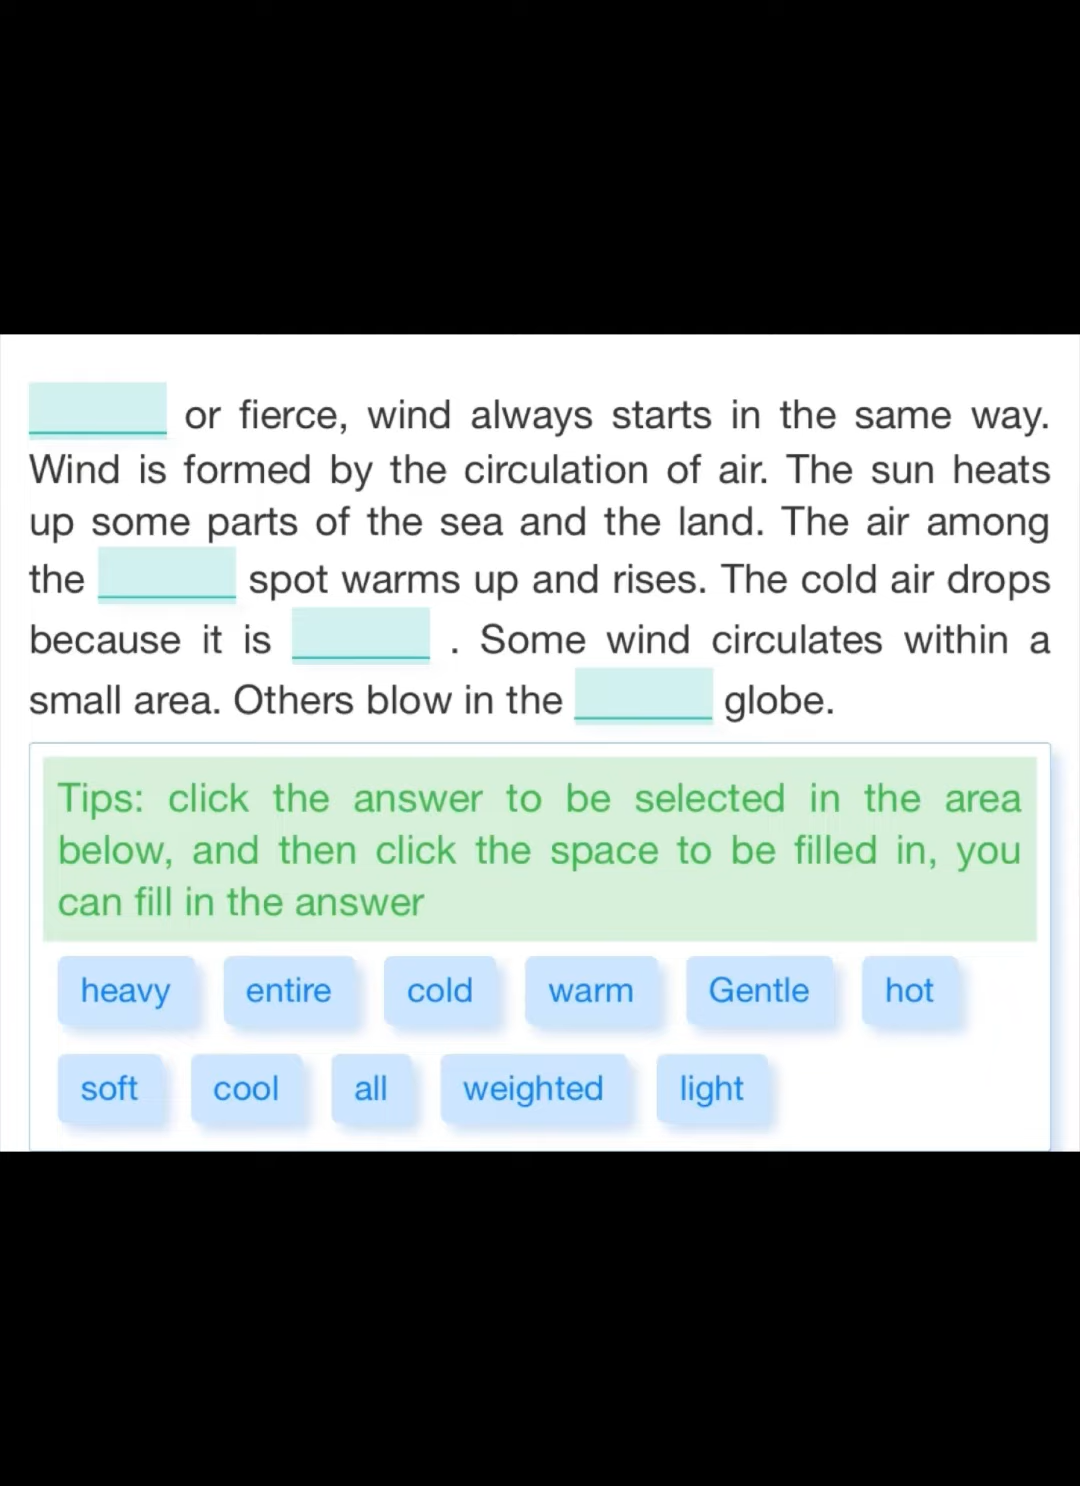 or fierce, wind always starts in the same way.
Wind is formed by the circulation of air. The sun heats
up some parts of the sea and the land. The air among
the spot warms up and rises. The cold air drops
because it is . Some wind circulates within a
small area. Others blow in the globe.
Tips: click the answer to be selected in the area
below, and then click the space to be filled in, you
can fill in the answer
heavy entire cold warm Gentle hot
soft cool all weighted light